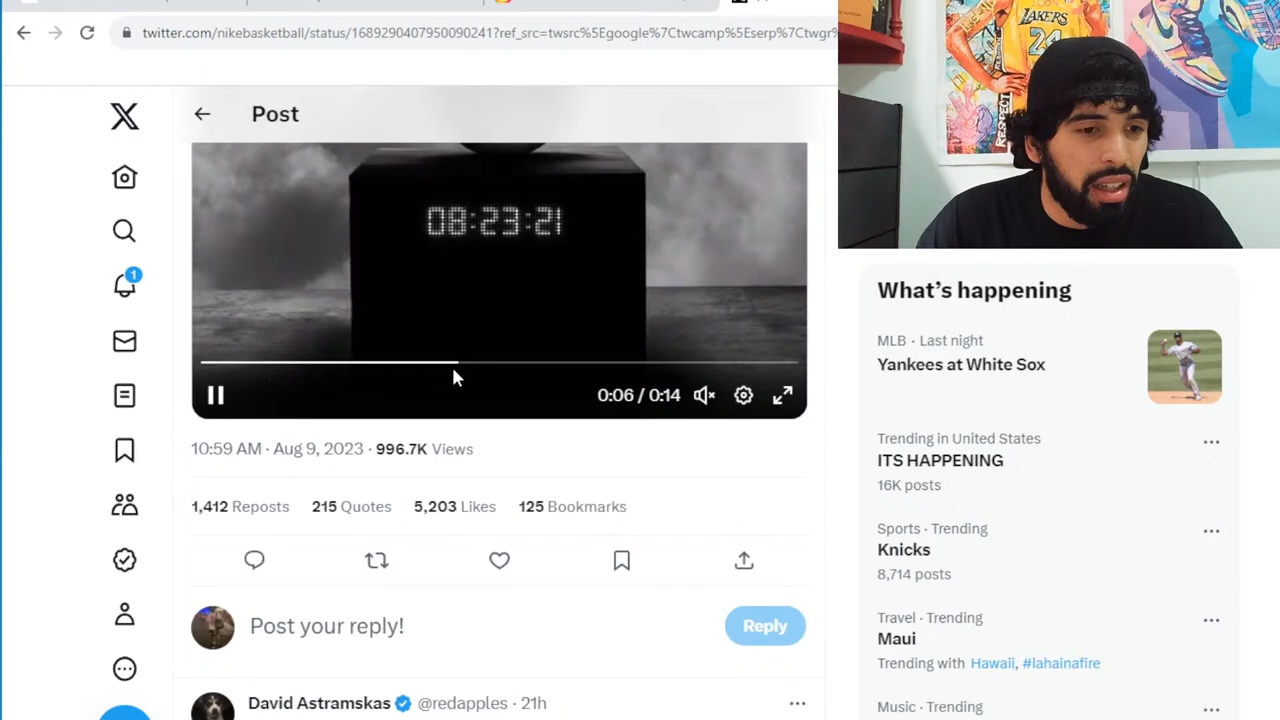 twitter.com/nikebasketball/status/1689290407950090241?ref_src=twsrc%5Egoogle%7Ctwcamp%5Eserp%7Ctwgr%
LAKERS
24
RESPECT
Post
08:23:21
0:06 / 0:14
10:59 AM · Aug 9, 2023 · 996.7K Views
1,412 Reposts 215 Quotes 5,203 Likes 125 Bookmarks
Post your reply!
Reply
David Astramskas @redapples · 21h
1
What's happening
MLB · Last night
Yankees at White Sox
Trending in United States
ITS HAPPENING
16K posts
Sports · Trending
Knicks
8,714 posts
Travel · Trending
Maui
Trending with Hawaii, #lahainafire
Music · Trending